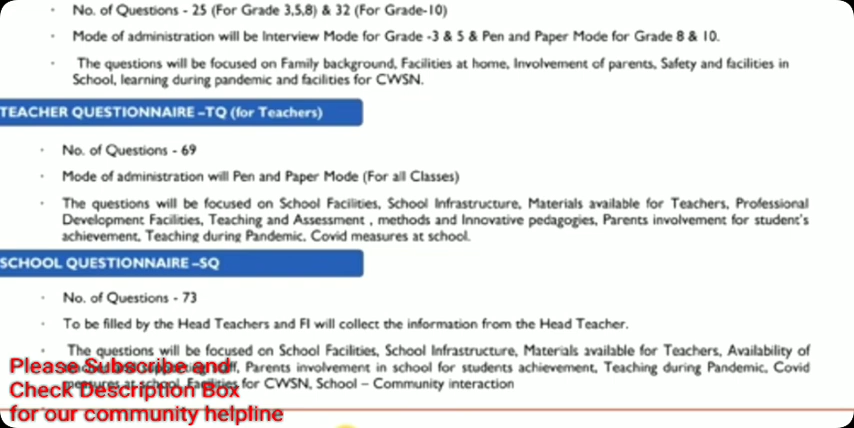 No. of Questions - 25 (For Grade 3,5,8) & 32 (For Grade-10)
Mode of administration will be Interview Mode for Grade -3 & 5 & Pen and Paper Mode for Grade 8 & 10.
The questions will be focused on Family background, Facilities at home, Involvement of parents, Safety and facilities in
School, learning during pandemic and facilities for CWSN.
TEACHER QUESTIONNAIRE –TQ (for Teachers)
No. of Questions - 69
Mode of administration will Pen and Paper Mode (For all Classes)
The questions will be focused on School Facilities, School Infrastructure, Materials available for Teachers, Professional
Development Facilities, Teaching and Assessment , methods and Innovative pedagogies, Parents involvement for student's
achievement, Teaching during Pandemic, Covid measures at school.
SCHOOL QUESTIONNAIRE –SQ
No. of Questions - 73
To be filled by the Head Teachers and FI will collect the information from the Head Teacher.
The questions will be focused on School Facilities, School Infrastructure, Materials available for Teachers, Availability of
Parents involvement in school for students achievement, Teaching during Pandemic, Covid
measures at school, Facilities for CWSN, School – Community interaction
Please Subscribe and
Check Description Box
for our community helpline